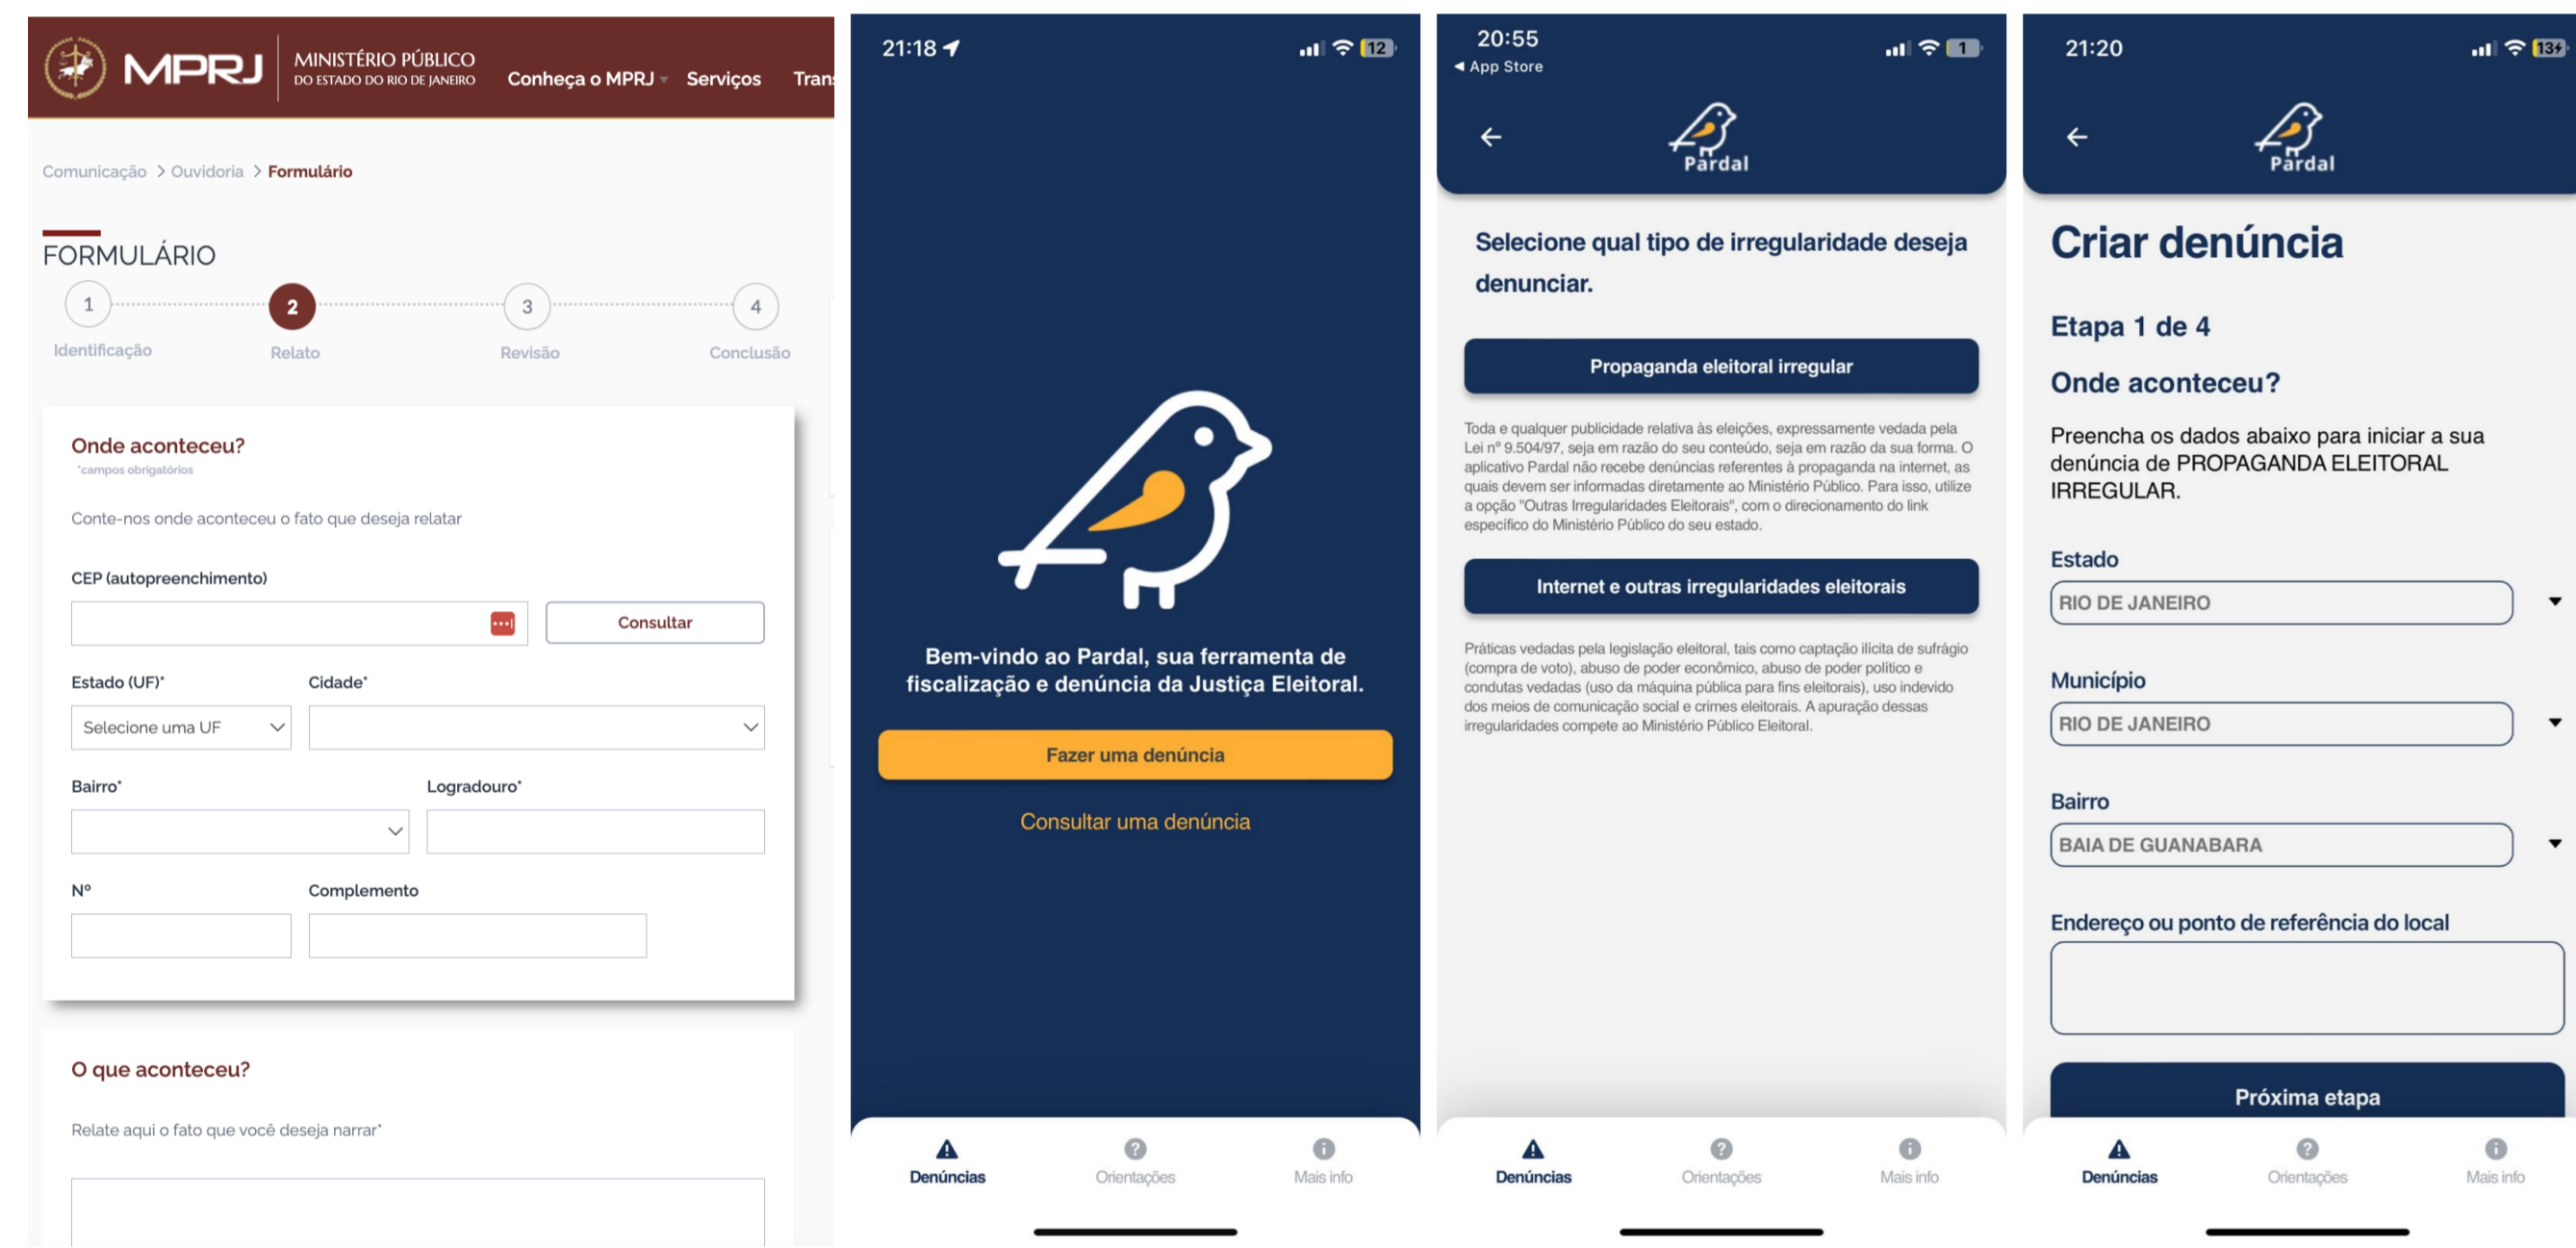 MPRJ
MINISTÉRIO PÚBLICO
DO ESTADO DO RIO DE JANEIRO
Conheça o MPRJ
Serviços
Trans
Comunicação > Ouvidoria > Formulário
FORMULÁRIO
1
2
3
4
Identificação
Relato
Revisão
Conclusão
Onde aconteceu?
*campos obrigatórios
Conte-nos onde aconteceu o fato que deseja relatar
CEP (autopreenchimento)
Consultar
Estado (UF)*
Cidade*
Selecione uma UF
Bairro*
Logradouro*
Nº
Complemento
O que aconteceu?
Relate aqui o fato que você deseja narrar*
21:18
12
Bem-vindo ao Pardal, sua ferramenta de
fiscalização e denúncia da Justiça Eleitoral.
Fazer uma denúncia
Consultar uma denúncia
Denúncias
Orientações
Mais info
20:55
1
App Store
Pardal
Selecione qual tipo de irregularidade deseja
denunciar.
Propaganda eleitoral irregular
Toda e qualquer publicidade relativa às eleições, expressamente vedada pela
Lei nº 9.504/97, seja em razão do seu conteúdo, seja em razão da sua forma. O
aplicativo Pardal não recebe denúncias referentes à propaganda na internet, as
quais devem ser informadas diretamente ao Ministério Público. Para isso, utilize
a opção "Outras Irregularidades Eleitorais", com o direcionamento do link
específico do Ministério Público do seu estado.
Internet e outras irregularidades eleitorais
Práticas vedadas pela legislação eleitoral, tais como captação ilícita de sufrágio
(compra de voto), abuso de poder econômico, abuso de poder político e
condutas vedadas (uso da máquina pública para fins eleitorais), uso indevido
dos meios de comunicação social e crimes eleitorais. A apuração dessas
irregularidades compete ao Ministério Público Eleitoral.
Denúncias
Orientações
Mais info
21:20
13
Pardal
Criar denúncia
Etapa 1 de 4
Onde aconteceu?
Preencha os dados abaixo para iniciar a sua
denúncia de PROPAGANDA ELEITORAL
IRREGULAR.
Estado
RIO DE JANEIRO
Município
RIO DE JANEIRO
Bairro
BAIA DE GUANABARA
Endereço ou ponto de referência do local
Próxima etapa
Denúncias
Orientações
Mais info